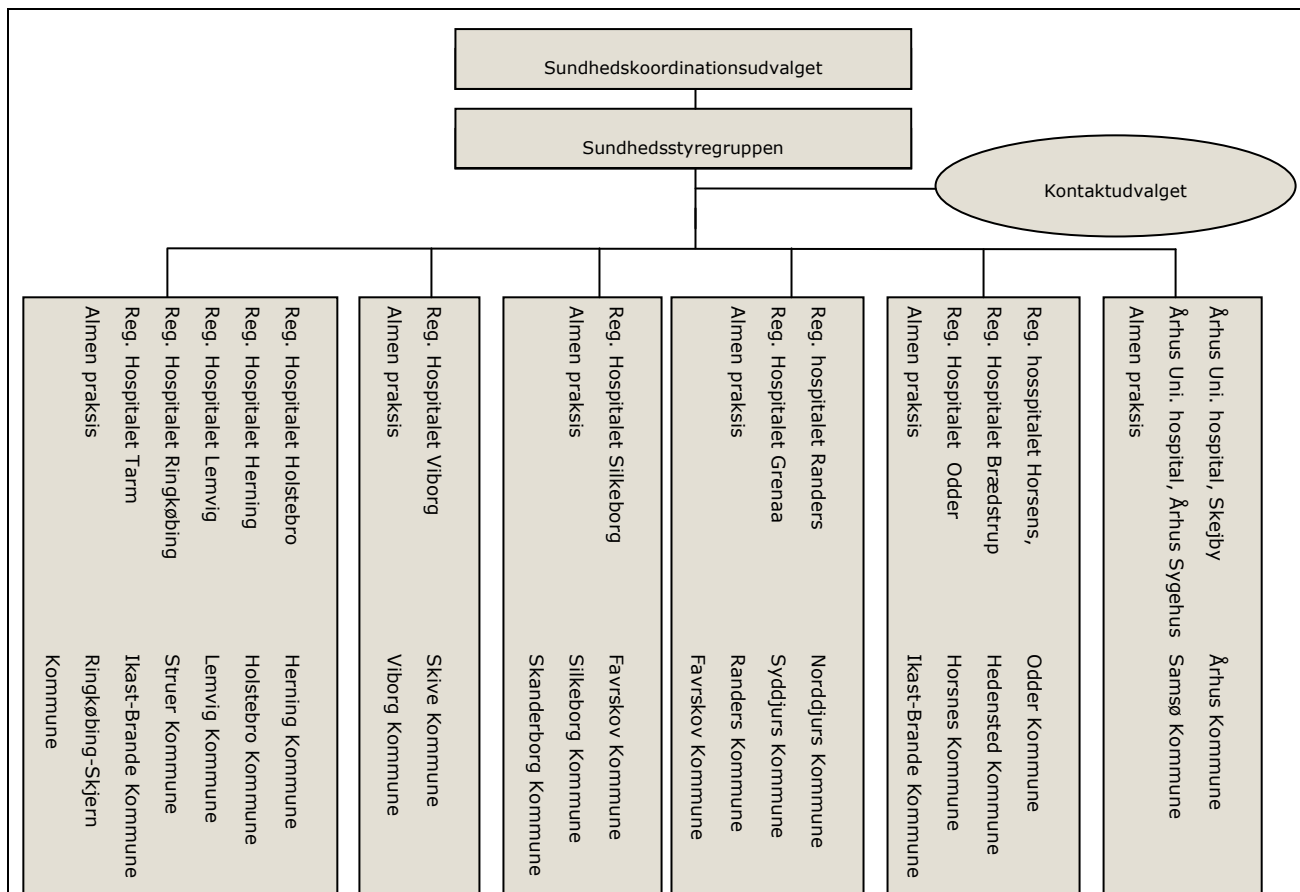 Sundhedskoordinationsudvalget
Sundhedsstyregruppen
Kontaktudvalget
Reg. Hospitalet Holstebro
Reg. Hospitalet Herning
Reg. Hospitalet Lemvig
Reg. Hospitalet Ringkøbing
Reg. Hospitalet Tarm
Almen praksis
Herning Kommune
Holstebro Kommune
Lemvig Kommune
Struer Kommune
Ikast-Brande Kommune
Ringkøbing-Skjern
Kommune
Reg. Hospitalet Viborg
Almen praksis
Skive Kommune
Viborg Kommune
Reg. Hospitalet Silkeborg
Almen praksis
Favrskov Kommune
Silkeborg Kommune
Skanderborg Kommune
Reg. hospitalet Randers
Reg. Hospitalet Grenaa
Almen praksis
Norddjurs Kommune
Syddjurs Kommune
Randers Kommune
Favrskov Kommune
Reg. hosspitalet Horsens,
Reg. Hospitalet Brædstrup
Reg. Hospitalet Odder
Almen praksis
Odder Kommune
Hedensted Kommune
Horsnes Kommune
Ikast-Brande Kommune
Århus Uni. hospital, Skejby
Århus Uni. hospital, Århus Sygehus
Almen praksis
Århus Kommune
Samsø Kommune